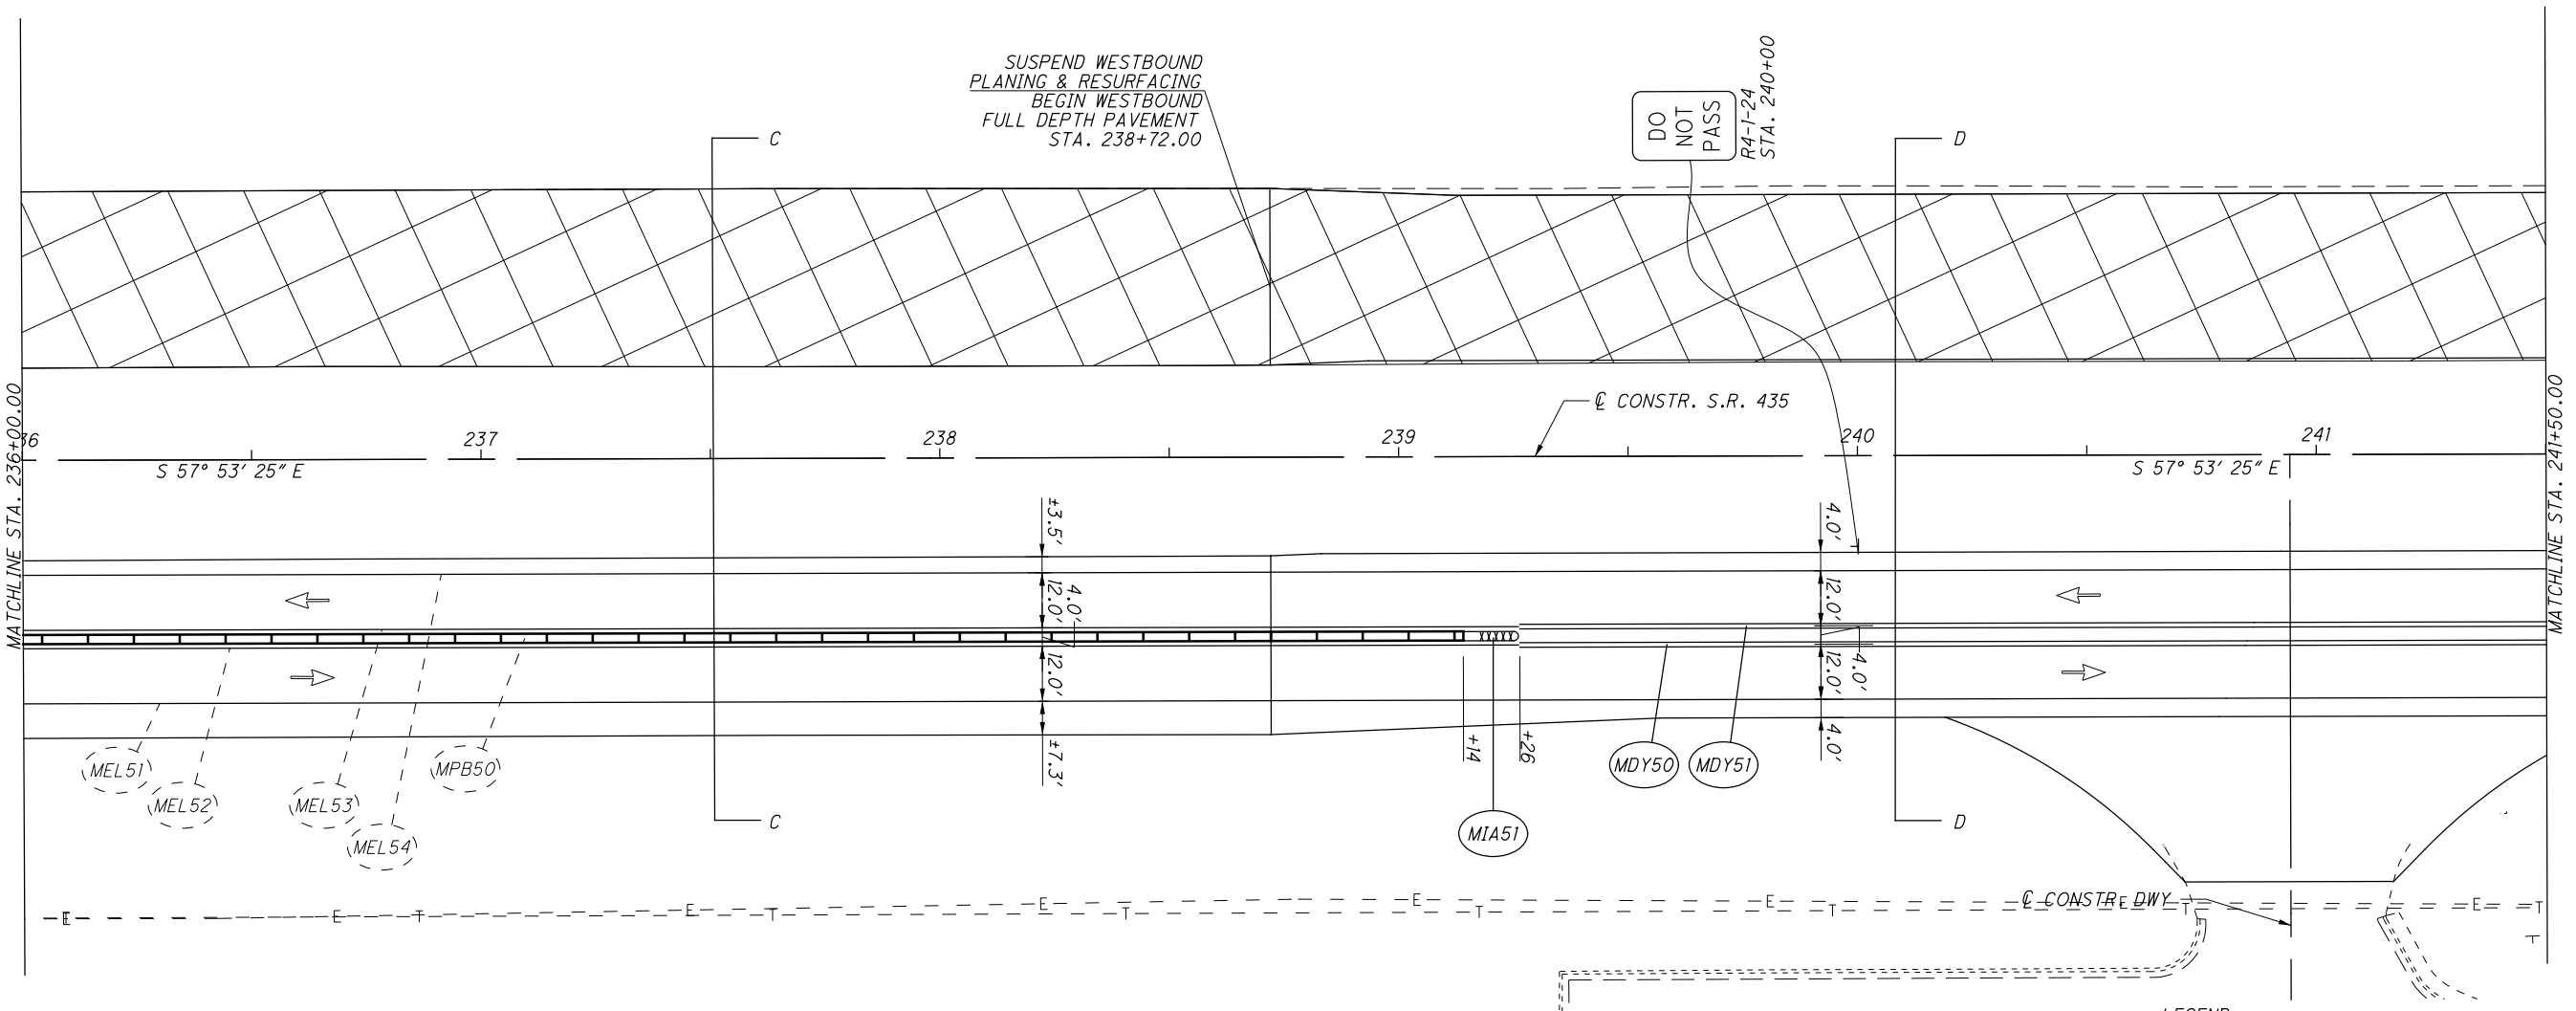 SUSPEND WESTBOUND
PLANING & RESURFACING
BEGIN WESTBOUND
FULL DEPTH PAVEMENT
STA. 238+72.00
DO
NOT
PASS
R4-1-24
STA. 240+00
C
D
MATCHLINE STA. 236+00.00
MATCHLINE STA. 241+50.00
℄ CONSTR. S.R. 435
36
237
238
239
240
241
S 57° 53' 25" E
S 57° 53' 25" E
±3.5'
12.0'
4.0'
12.0'
±7.3'
4.0'
12.0'
4.0'
12.0'
4.0'
+14
+26
MEL51
MEL52
MEL53
MEL54
MPB50
MDY50
MDY51
MIA51
C
D
℄ CONSTR. DWY
E
E
T
E
T
E
T
E
T
E
T
E
T
E
T
T
LEGEND